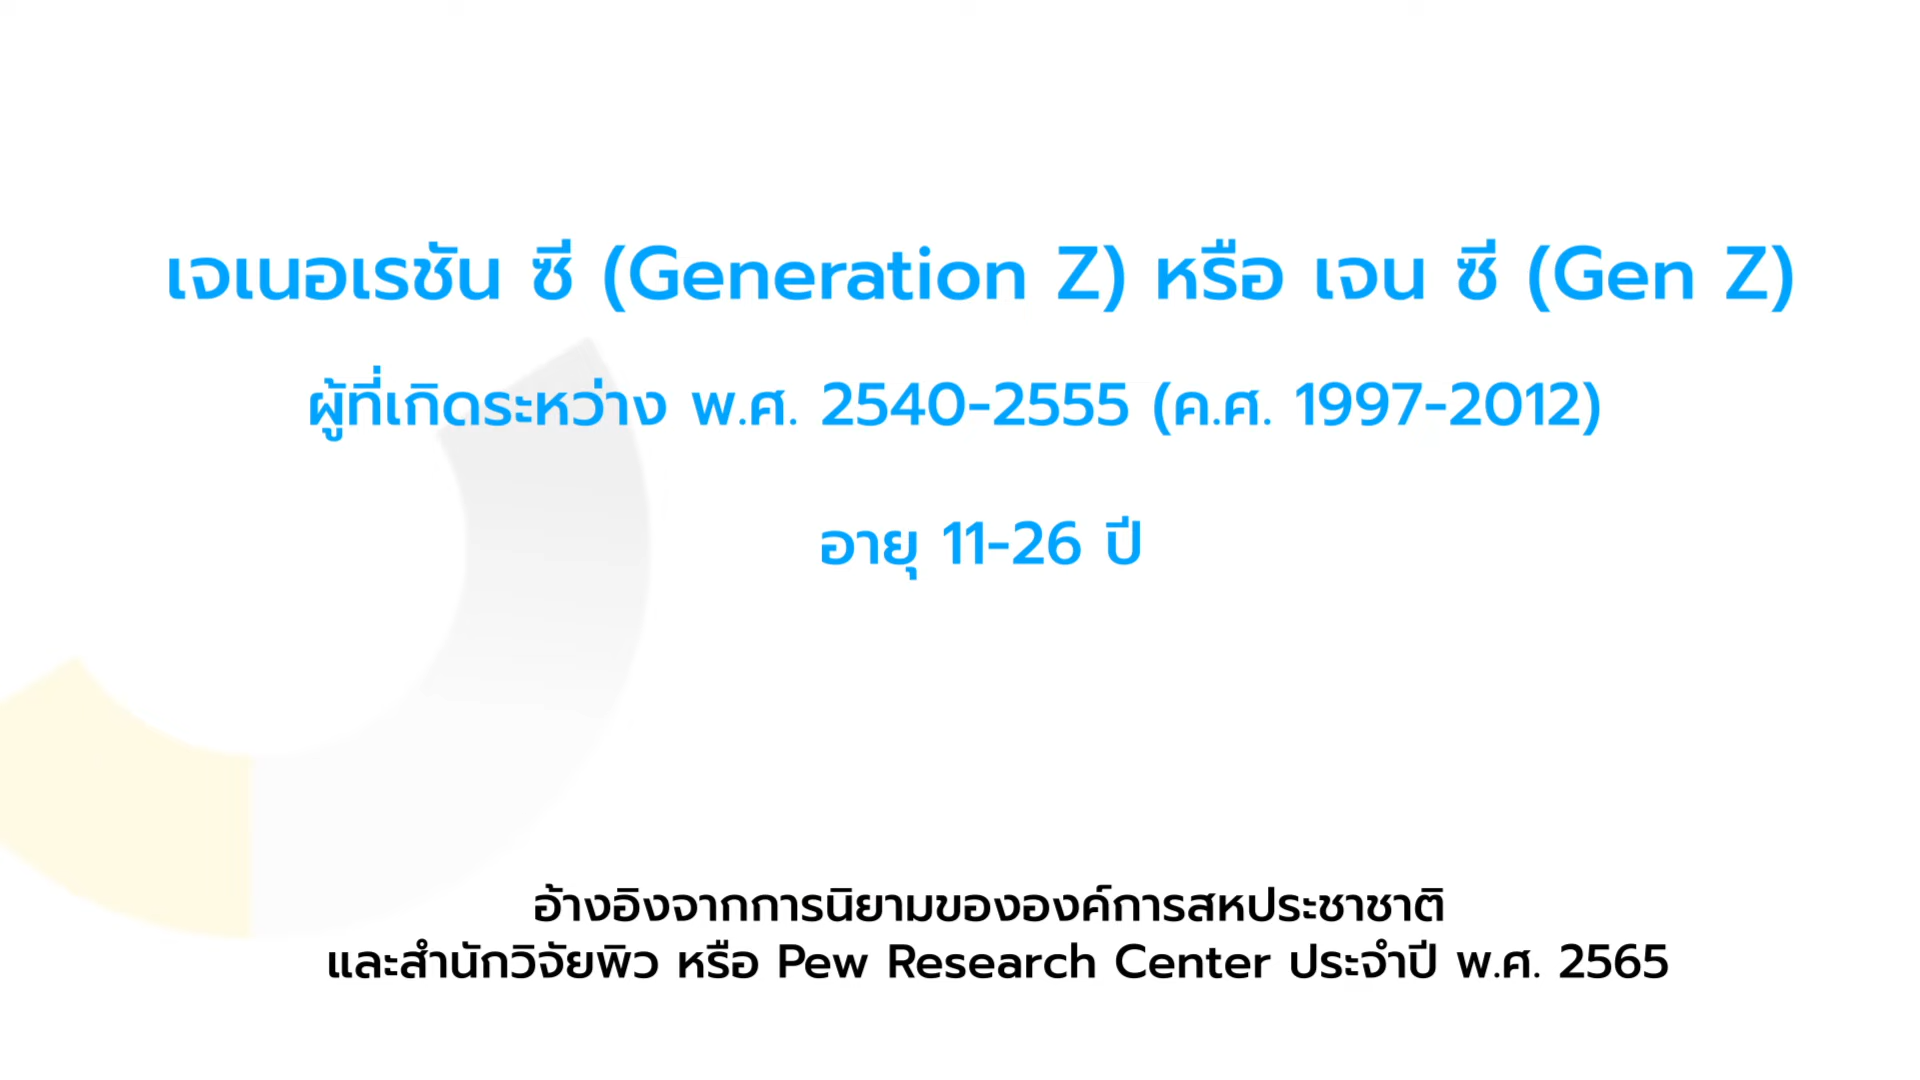 เจเนอเรชัน ซี (Generation Z) หรือ เจน ซี (Gen Z)
ผู้ที่เกิดระหว่าง พ.ศ. 2540-2555 (ค.ศ. 1997-2012)
อายุ 11-26 ปี
อ้างอิงจากการนิยามขององค์การสหประชาชาติ
และสำนักวิจัยพิว หรือ Pew Research Center ประจำปี พ.ศ. 2565